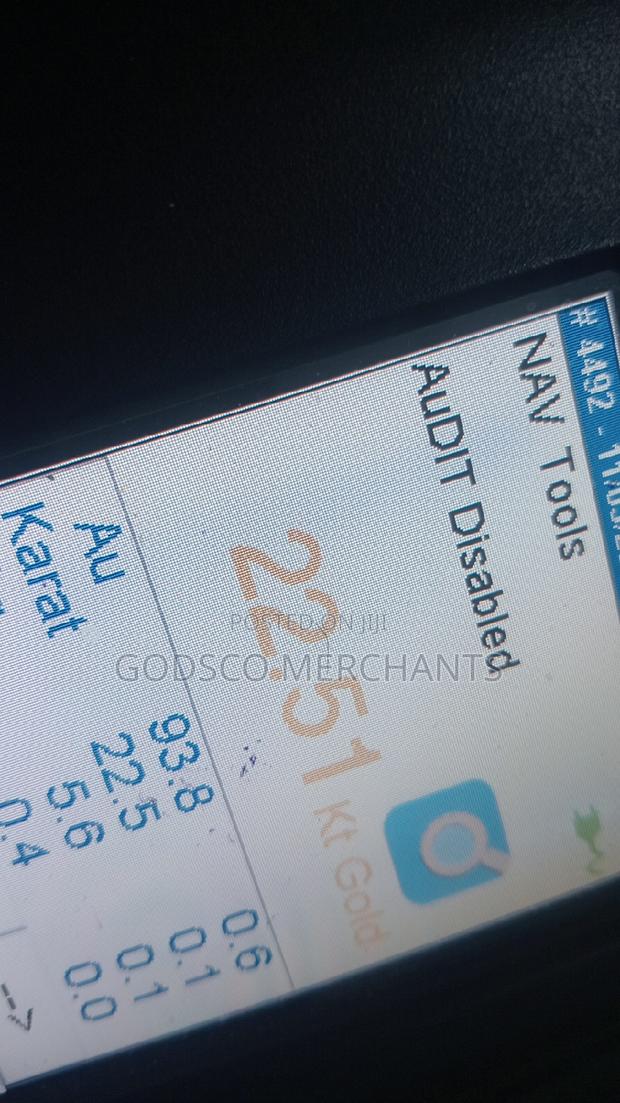 # 4492 -
NAV Tools
AuDIT Disabled
22.51 Kt Gold
Au 93.8 0.6
Karat 22.5 0.1
5.6 0.1
0.4 0.0
-->
POSTED ON JIJI
GODSCO MERCHANTS